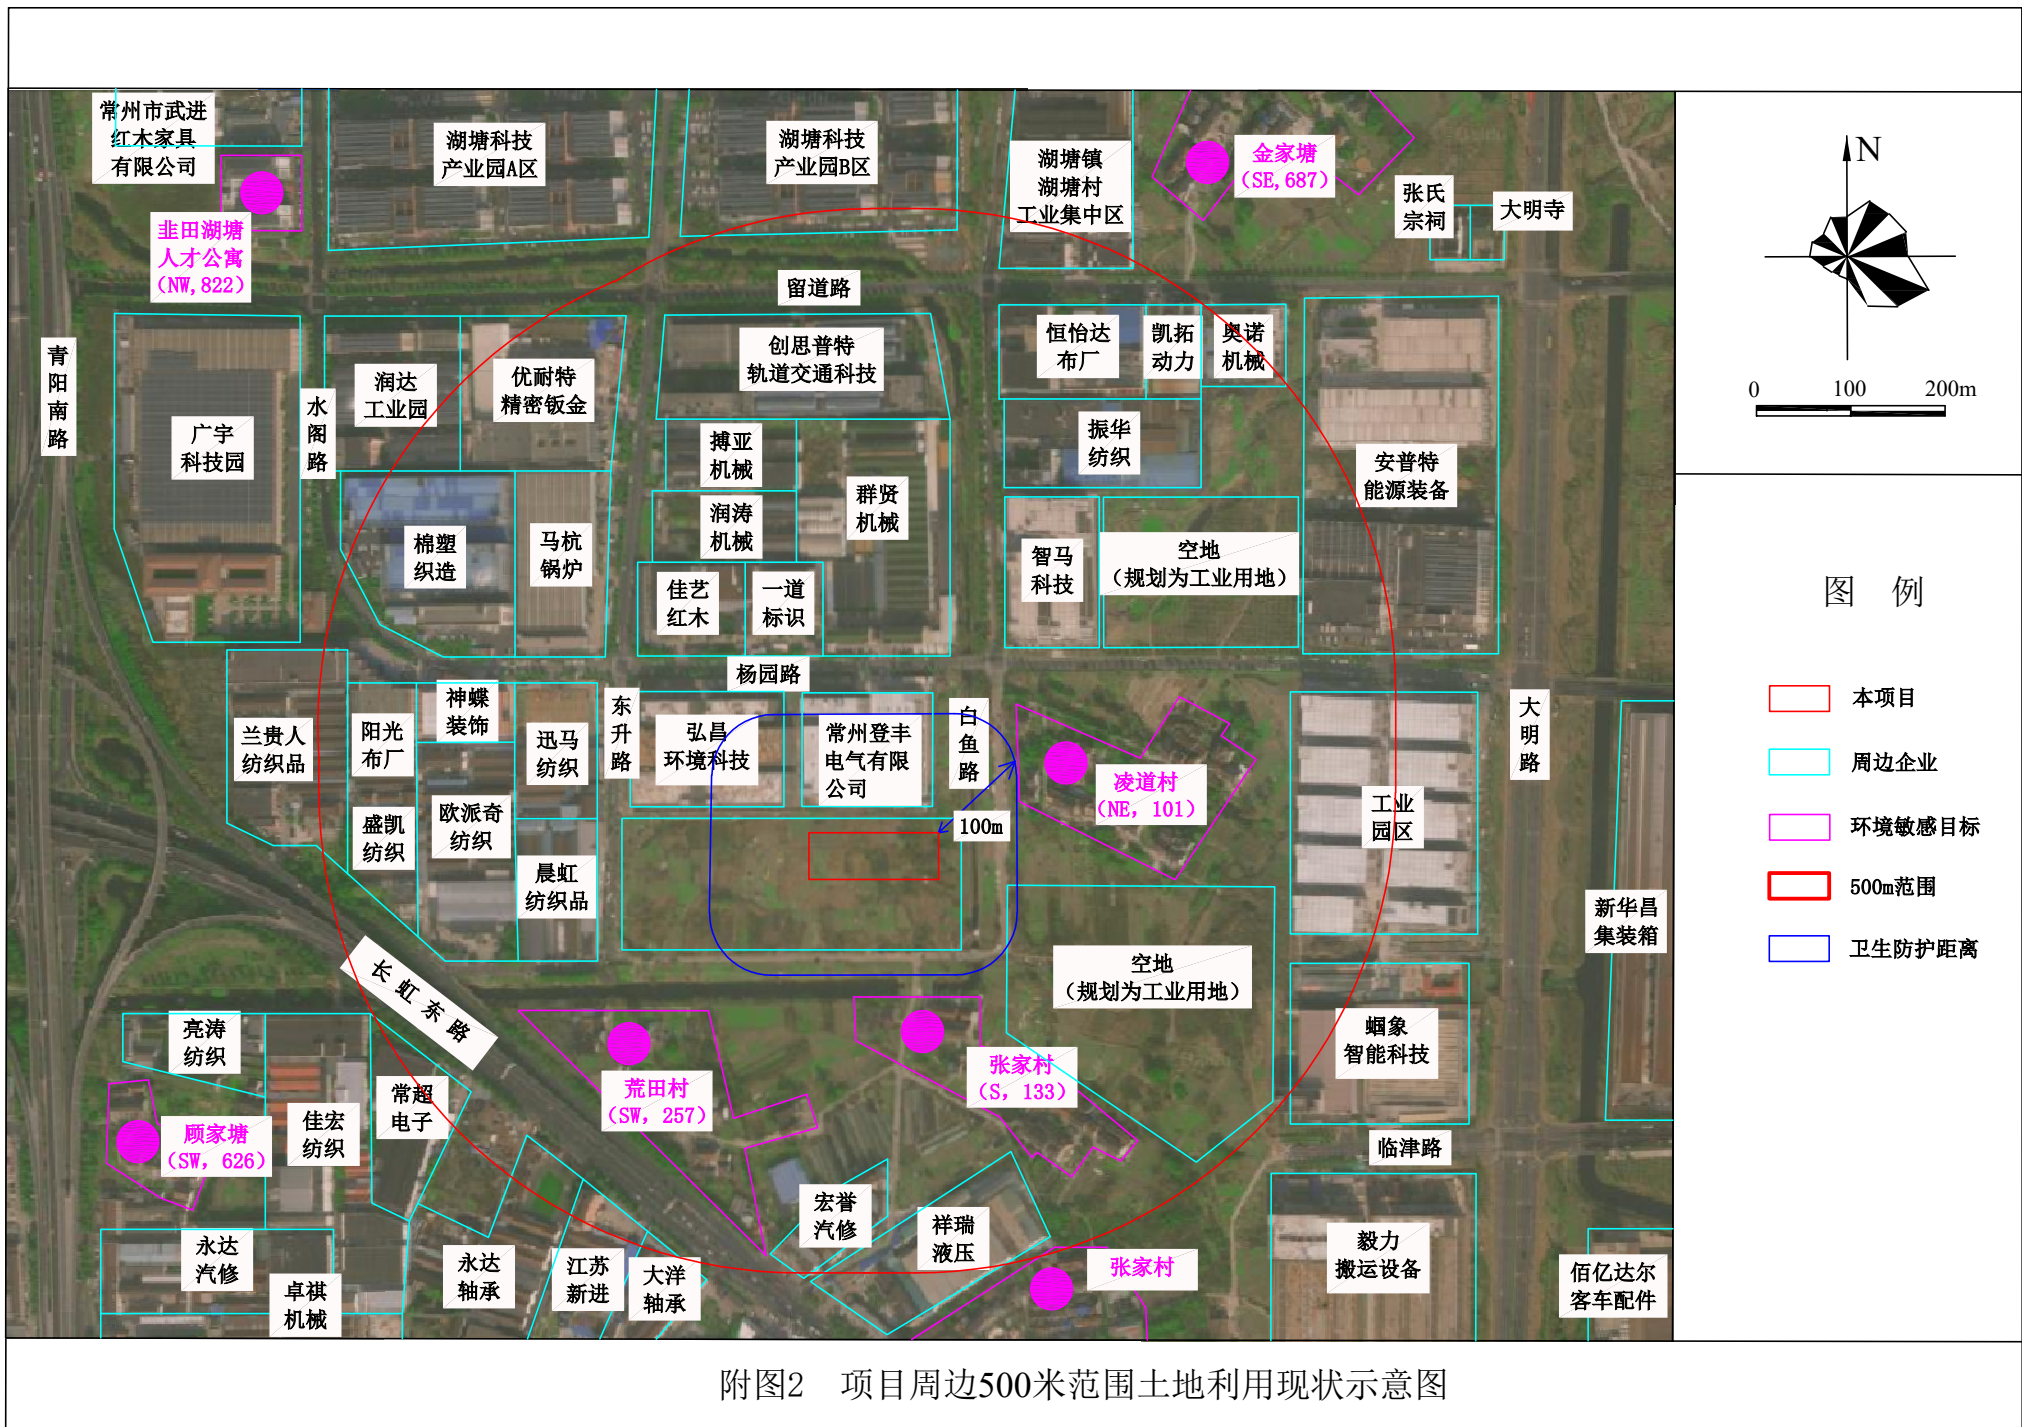 常州市武进
红木家具
有限公司
湖塘科技
产业园A区
湖塘科技
产业园B区
湖塘镇
湖塘村
工业集中区
金家塘
（SE,687）
张氏
宗祠
大明寺
韭田湖塘
人才公寓
（NW,822）
留道路
青阳南路
广宇
科技园
水阁路
润达
工业园
优耐特
精密钣金
创思普特
轨道交通科技
恒怡达
布厂
凯拓
动力
奥诺
机械
搏亚
机械
振华
纺织
安普特
能源装备
群贤
机械
润涛
机械
棉塑
织造
马杭
锅炉
智马
科技
空地
（规划为工业用地）
佳艺
红木
一道
标识
杨园路
兰贵人
纺织品
阳光
布厂
神蝶
装饰
迅马
纺织
东升路
弘昌
环境科技
常州登丰
电气有限
公司
白鱼路
凌道村
（NE，101）
大明路
工业
园区
100m
盛凯
纺织
欧派奇
纺织
晨虹
纺织品
新华昌
集装箱
长虹东路
空地
（规划为工业用地）
亮涛
纺织
蝈象
智能科技
荒田村
（SW，257）
张家村
（S，133）
常超
电子
佳宏
纺织
顾家塘
（SW，626）
临津路
宏誉
汽修
祥瑞
液压
永达
汽修
卓祺
机械
永达
轴承
江苏
新进
大洋
轴承
张家村
毅力
搬运设备
佰亿达尔
客车配件
N
0 100 200m
图 例
本项目
周边企业
环境敏感目标
500m范围
卫生防护距离
附图2 项目周边500米范围土地利用现状示意图